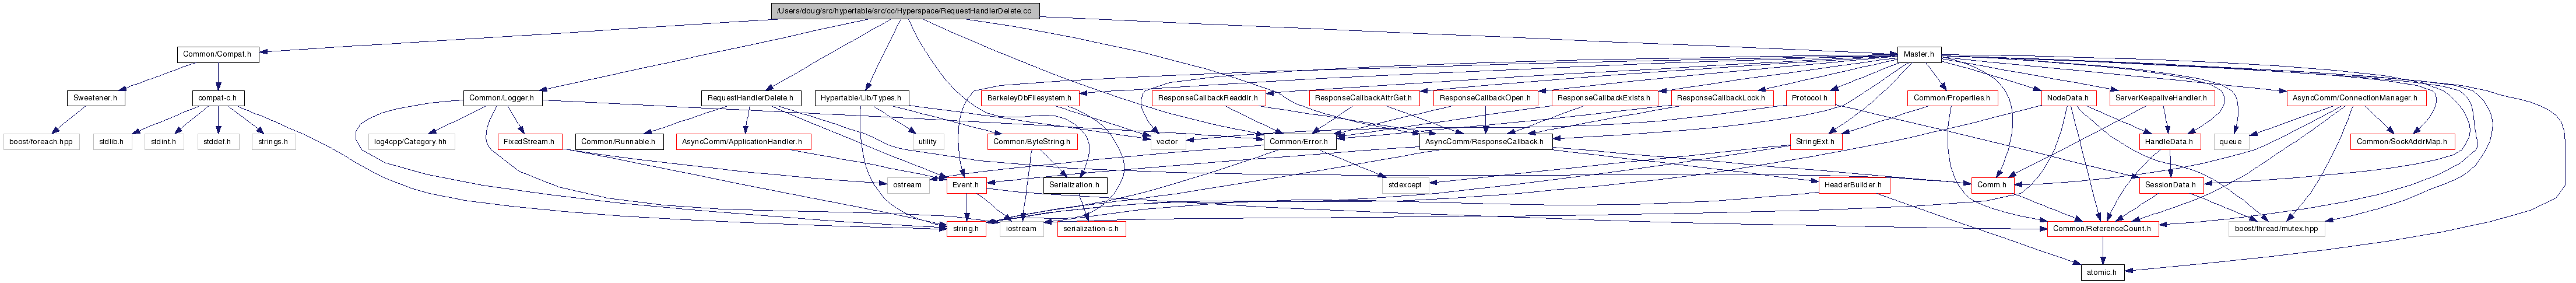 /Users/doug/src/hypertable/src/cc/Hyperspace/RequestHandlerDelete.cc
Common/Compat.h
Master.h
Sweetener.h
compat-c.h
Common/Logger.h
RequestHandlerDelete.h
Hypertable/Lib/Types.h
BerkeleyDbFilesystem.h
ResponseCallbackReaddir.h
ResponseCallbackAttrGet.h
ResponseCallbackOpen.h
ResponseCallbackExists.h
ResponseCallbackLock.h
Protocol.h
Common/Properties.h
NodeData.h
ServerKeepaliveHandler.h
AsyncComm/ConnectionManager.h
boost/foreach.hpp
stdlib.h
stdint.h
stddef.h
strings.h
log4cpp/Category.hh
FixedStream.h
Common/Runnable.h
AsyncComm/ApplicationHandler.h
utility
Common/ByteString.h
vector
Common/Error.h
AsyncComm/ResponseCallback.h
StringExt.h
HandleData.h
queue
Common/SockAddrMap.h
ostream
Event.h
Serialization.h
stdexcept
HeaderBuilder.h
Comm.h
SessionData.h
string.h
iostream
serialization-c.h
Common/ReferenceCount.h
boost/thread/mutex.hpp
atomic.h